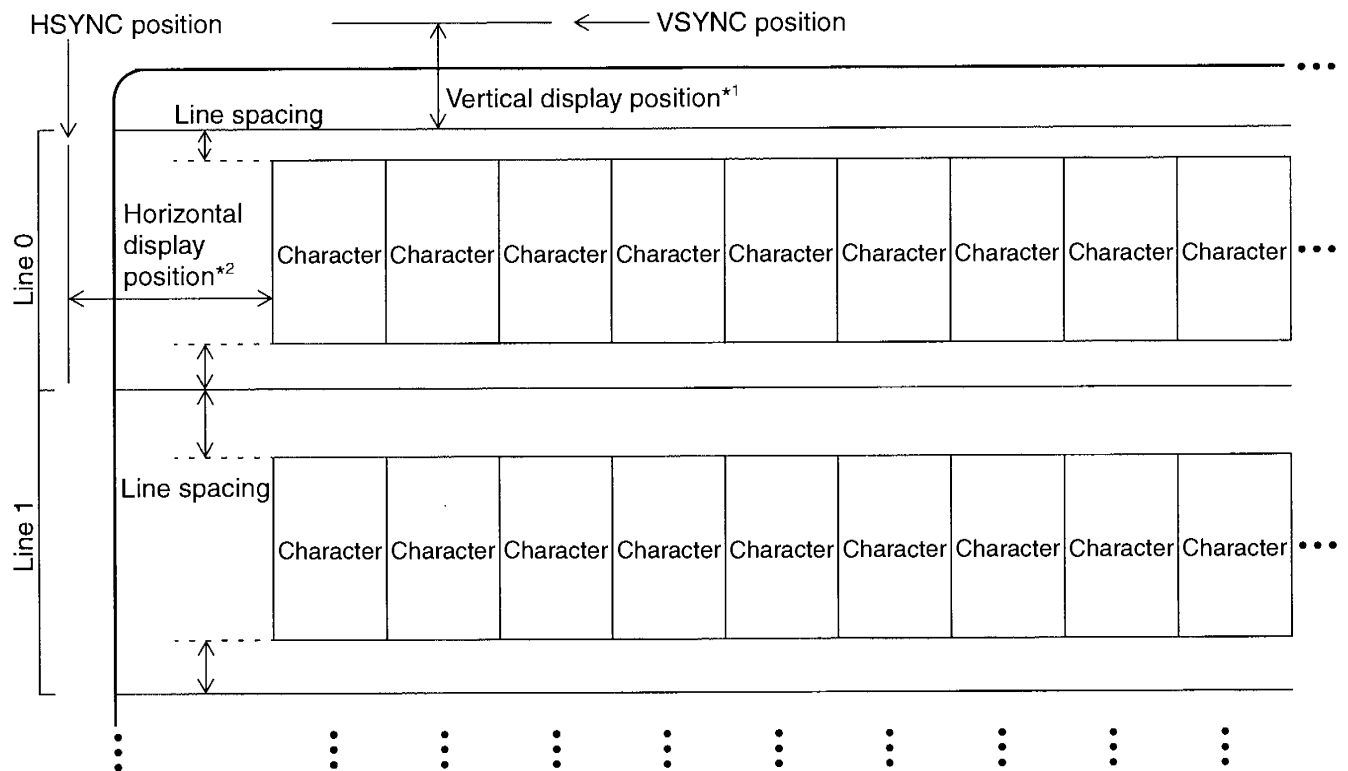 HSYNC position
VSYNC position
Vertical display position*1
Line spacing
Line 0
Horizontal
display
position*2
Character Character Character Character Character Character Character Character Character
Line 1
Line spacing
Character Character Character Character Character Character Character Character Character